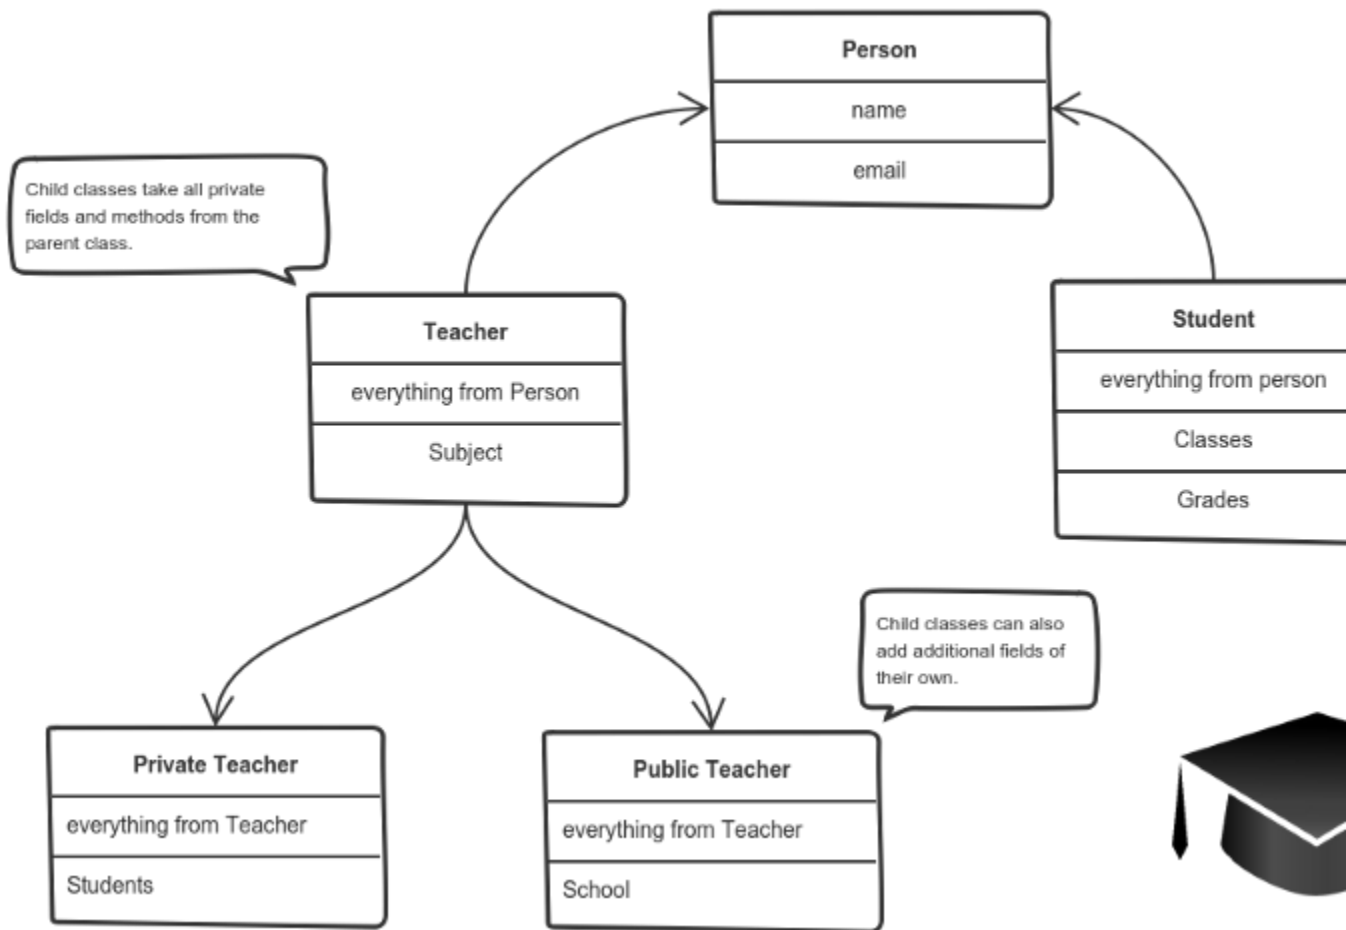 Person
name
email
Child classes take all private
fields and methods from the
parent class.
Teacher
everything from Person
Subject
Student
everything from person
Classes
Grades
Child classes can also
add additional fields of
their own.
Private Teacher
everything from Teacher
Students
Public Teacher
everything from Teacher
School